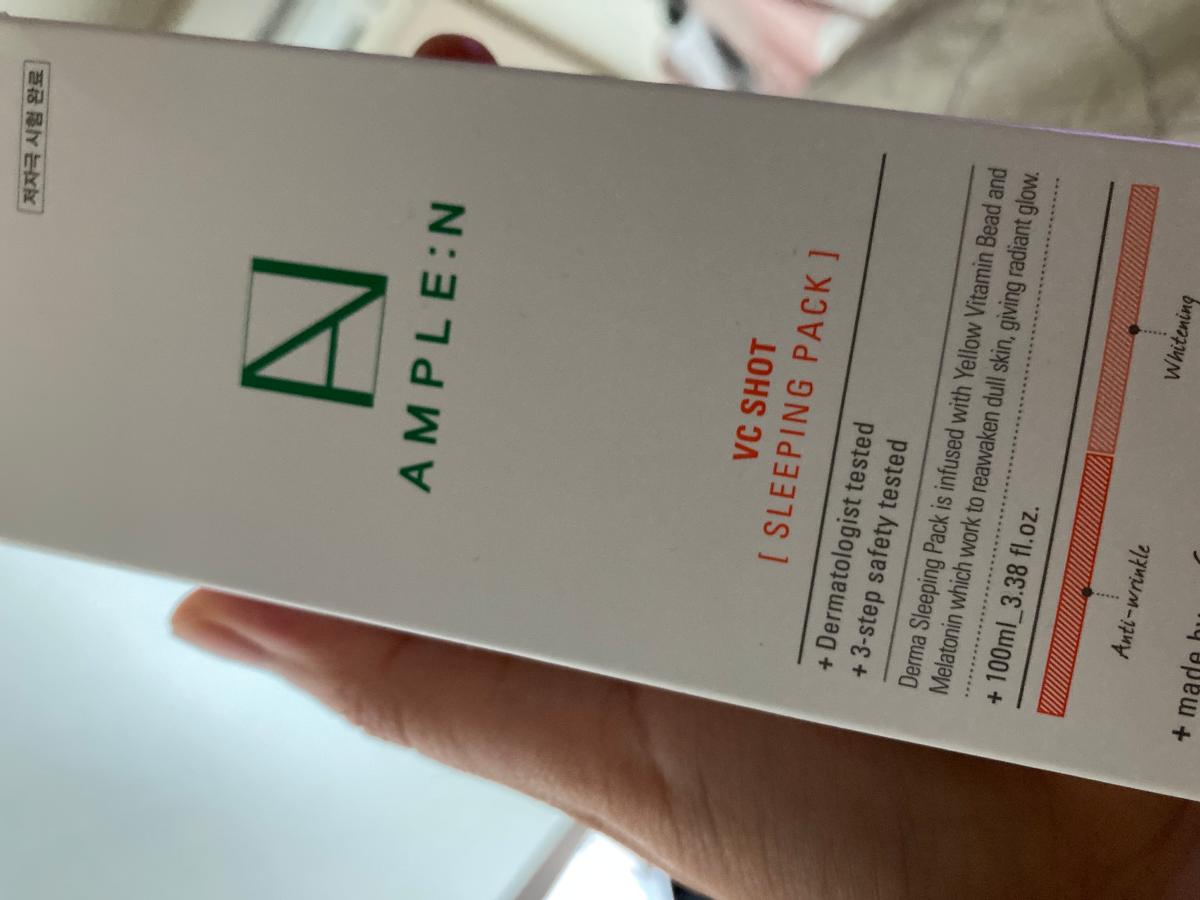 저자극 시험 완료
AMPLE:N
VC SHOT
[ SLEEPING PACK ]
+ Dermatologist tested
+ 3-step safety tested
Derma Sleeping Pack is infused with Yellow Vitamin Bead and
Melatonin which work to reawaken dull skin, giving radiant glow.
+ 100ml_3.38 fl.oz.
Anti-wrinkle
Whitening
+ made